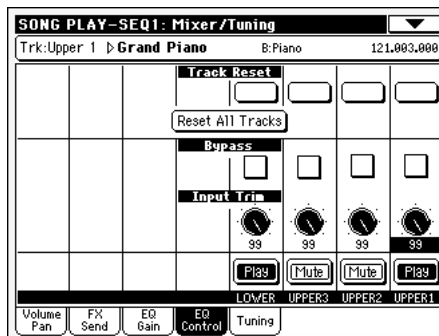 SONG PLAY-SEQ1: Mixer/Tuning
Trk:Upper 1 ▷Grand Piano B:Piano 121.003.000
Track Reset
Reset All Tracks
Bypass
Input Trim
99 99 99 99
Play Mute Mute Play
LOWER UPPER3 UPPER2 UPPER1
Volume Pan FX Send EQ Gain EQ Control Tuning